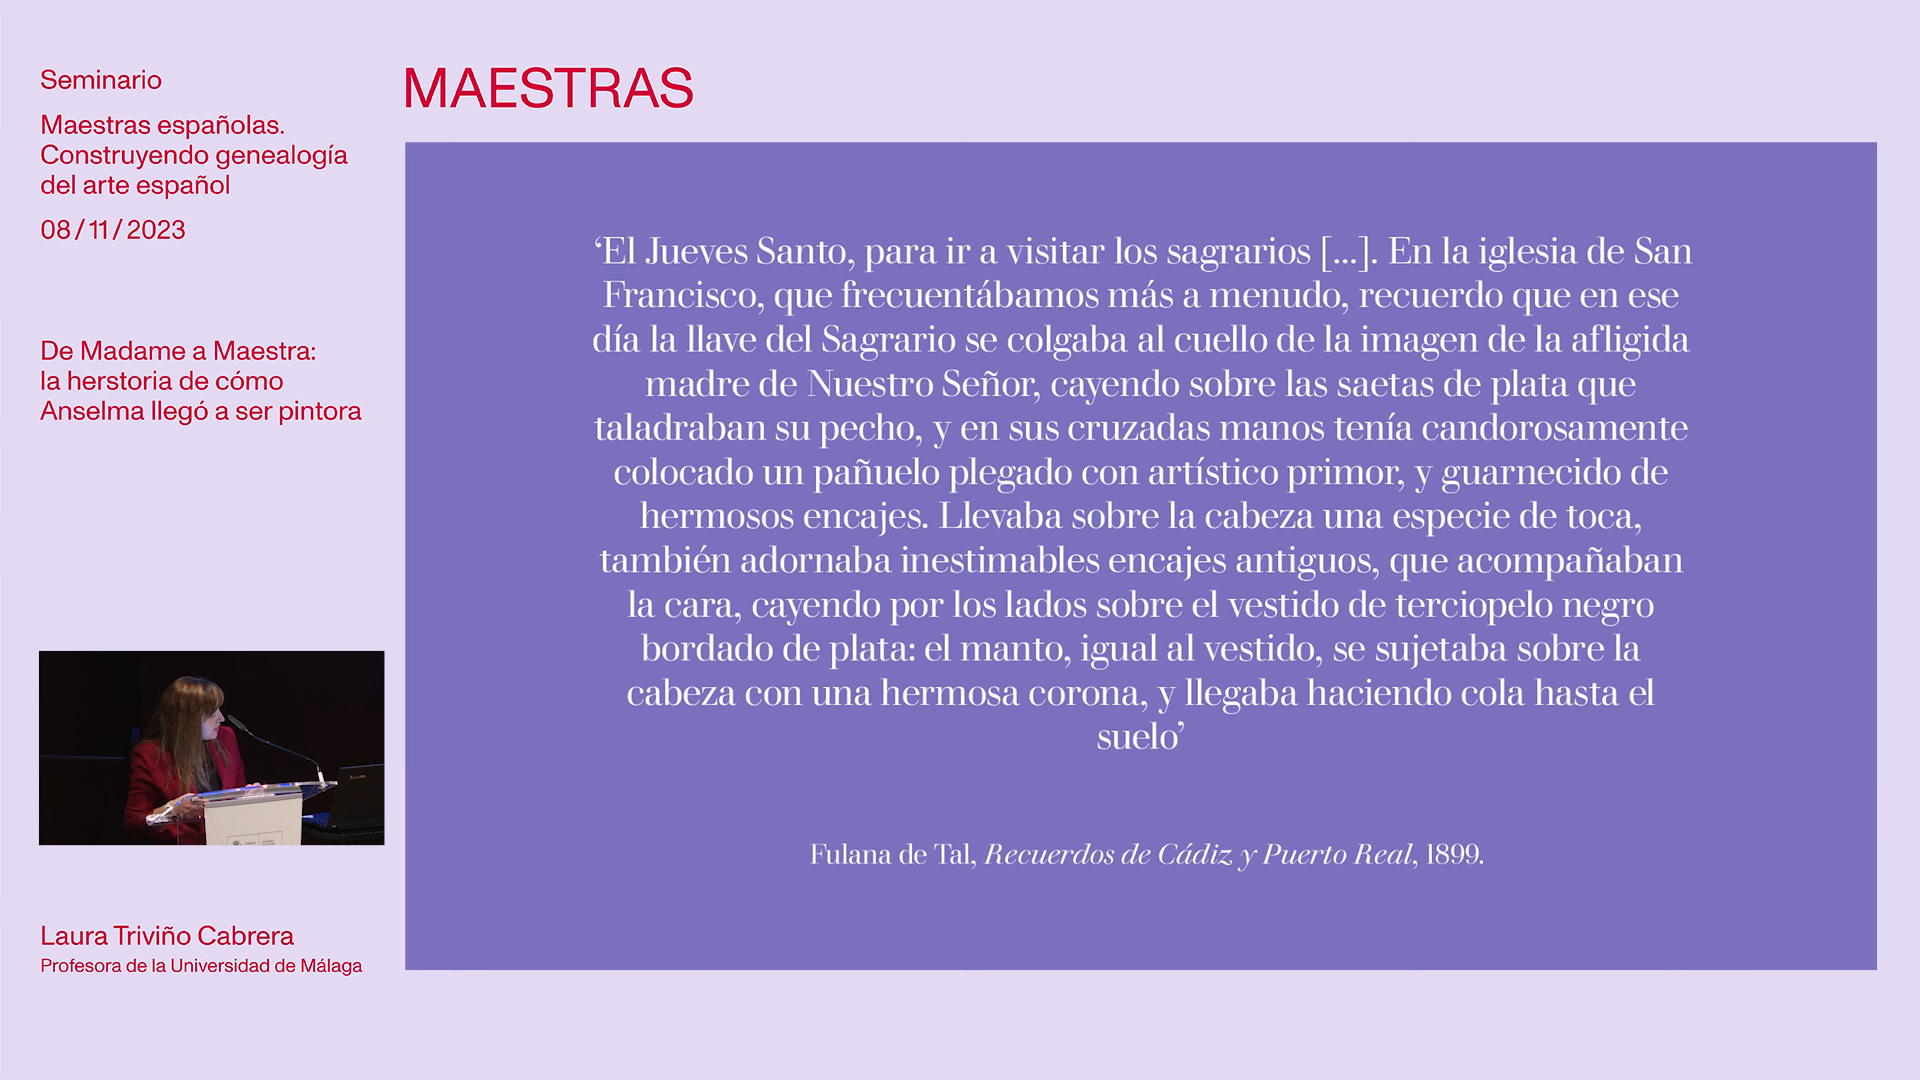 Seminario
Maestras españolas.
Construyendo genealogía
del arte español
08/11/2023
De Madame a Maestra:
la herstoria de cómo
Anselma llegó a ser pintora
Laura Triviño Cabrera
Profesora de la Universidad de Málaga
MAESTRAS
‘El Jueves Santo, para ir a visitar los sagrarios [...]. En la iglesia de San
Francisco, que frecuentábamos más a menudo, recuerdo que en ese
día la llave del Sagrario se colgaba al cuello de la imagen de la afligida
madre de Nuestro Señor, cayendo sobre las saetas de plata que
taladraban su pecho, y en sus cruzadas manos tenía candorosamente
colocado un pañuelo plegado con artístico primor, y guarnecido de
hermosos encajes. Llevaba sobre la cabeza una especie de toca,
también adornaba inestimables encajes antiguos, que acompañaban
la cara, cayendo por los lados sobre el vestido de terciopelo negro
bordado de plata: el manto, igual al vestido, se sujetaba sobre la
cabeza con una hermosa corona, y llegaba haciendo cola hasta el
suelo’
Fulana de Tal, Recuerdos de Cádiz y Puerto Real, 1899.